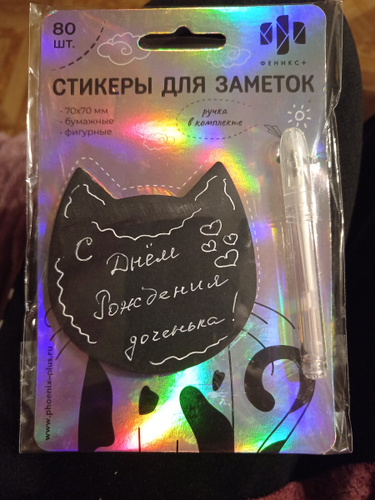 80
шт.
ФЕНИКС+
СТИКЕРЫ ДЛЯ ЗАМЕТОК
- 70х70 мм
- бумажные
- фигурные
ручка
в комплекте
С
Днём
Рождения
доченька!
www.phoenix-plus.ru